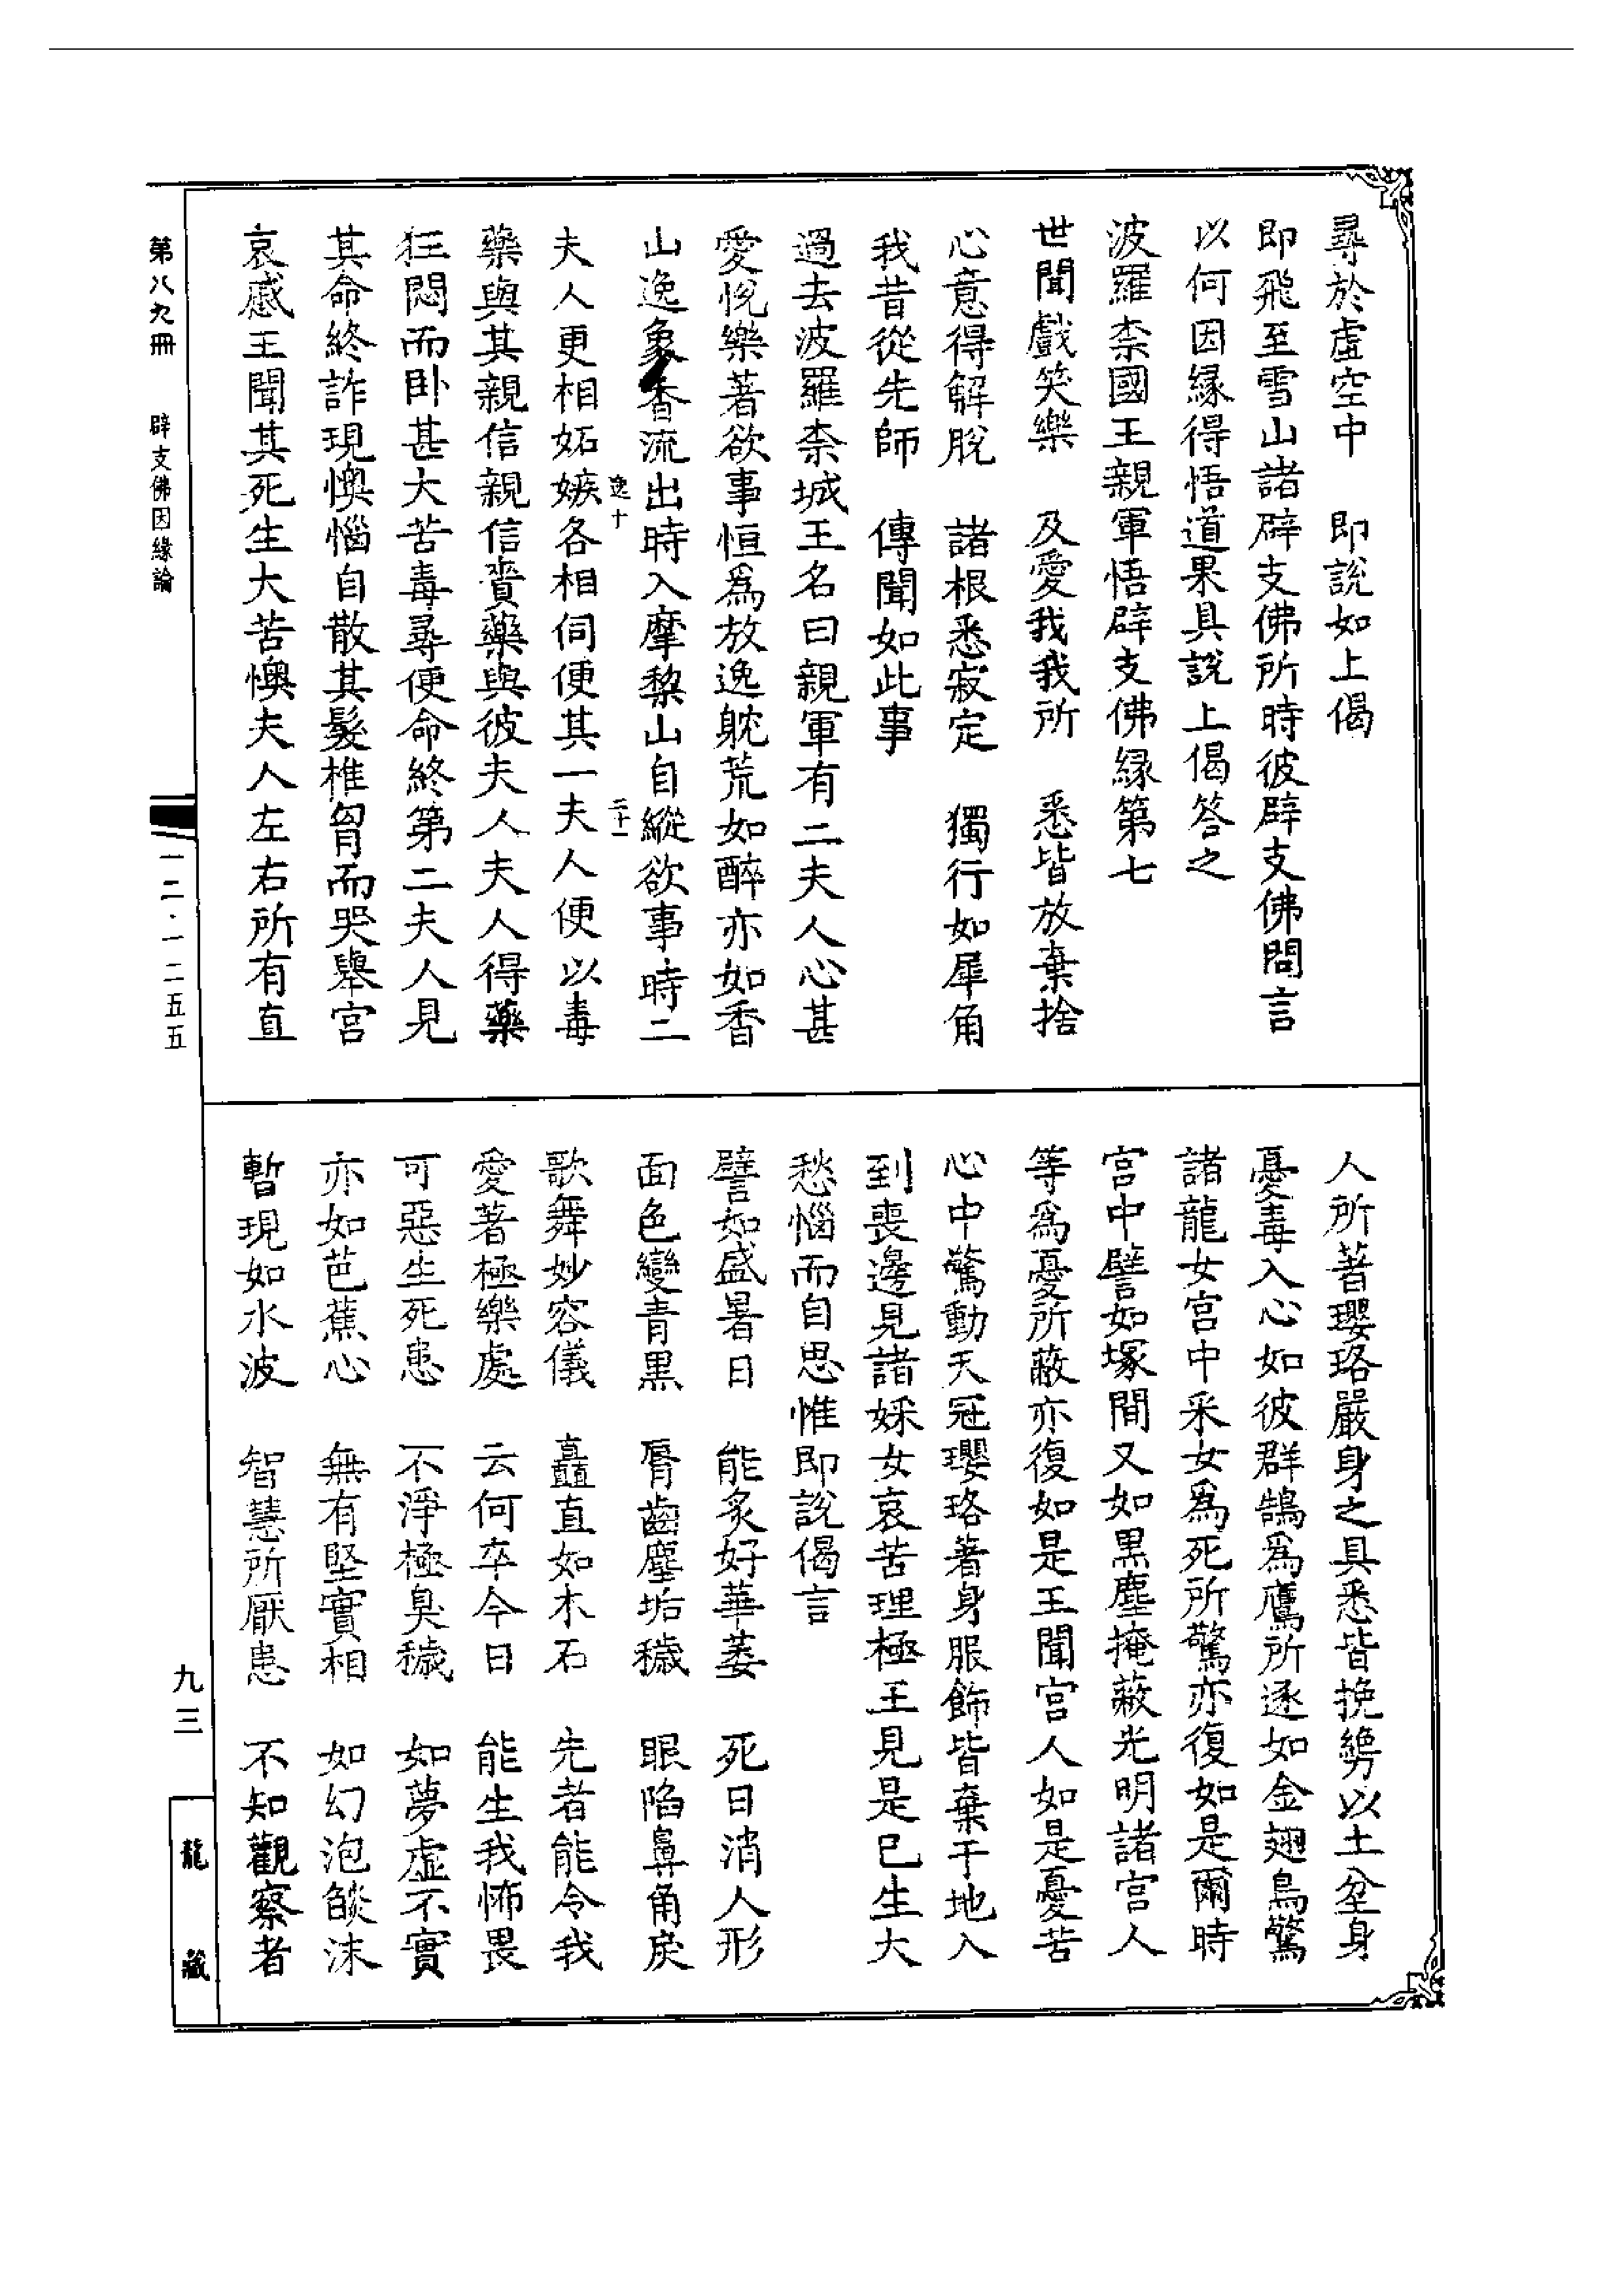 尋於虛空中　即說如上偈
即飛至雪山諸辟支佛所時彼辟支佛問言
以何因緣得悟道果具說上偈答之
波羅柰國王親軍悟辟支佛緣第七
世間戲笑樂　及愛我我所　悉皆放棄捨
心意得解脫　諸根悉寂定　獨行如犀角
我昔從先師　傳聞如此事
過去波羅柰城王名曰親軍有二夫人心甚
愛悅樂著欲事恒為放逸躭荒如醉亦如香
山逸象香流出時入摩黎山自縱欲事時二
逸十
二十一
夫人更相妬嫉各相伺便其一夫人便以毒
藥與其親信親信賫藥與彼夫人夫人得藥
狂悶而卧甚大苦毒尋便命終第二夫人見
其命終詐現懊惱自散其髮椎胷而哭舉宮
哀慼王聞其死生大苦懊夫人左右所有直
人所著瓔珞嚴身之具悉皆挽絕以土坌身
憂毒入心如彼群鵠為鷹所逐如金翅鳥驚
諸龍女宮中采女為死所驚亦復如是爾時
宮中譬如塚間又如黑塵掩蔽光明諸宮人
等為憂所蔽亦復如是王聞宮人如是憂苦
心中驚動天冠瓔珞著身服飾皆棄于地入
到喪邊見諸婇女哀苦理極王見是已生大
愁惱而自思惟即說偈言
譬如盛暑日　能炙好華萎　死日消人形
面色變青黑　脣齒塵垢穢　眼陷鼻角戾
歌舞妙容儀　矗直如木石　先者能令我
愛著極樂處　云何卒今日　能生我怖畏
可惡生死患　不淨極臭穢　如夢虛不實
亦如芭蕉心　無有堅實相　如幻泡燄沫
暫現如水波　智慧所厭患　不知觀察者
第八九冊　辟支佛因緣論
一二·一二五五
九三
龍藏